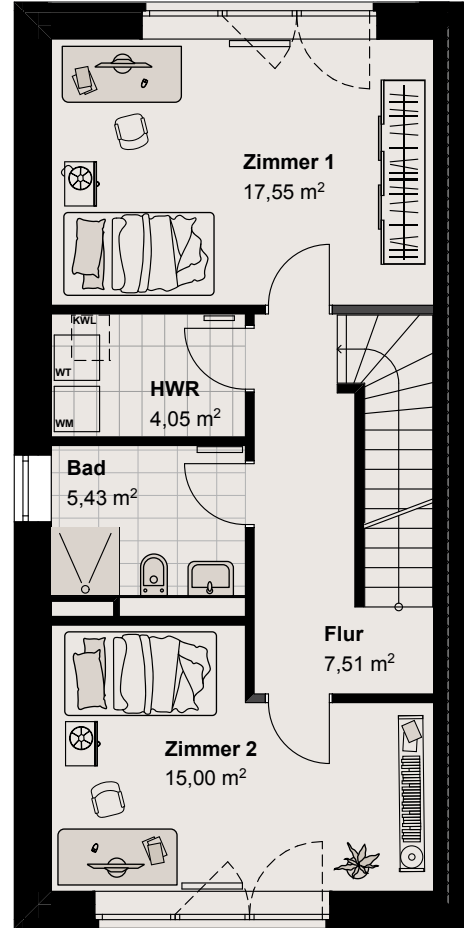 Zimmer 1
17,55 m²
KWL
WT
HWR
4,05 m²
WM
Bad
5,43 m²
Flur
7,51 m²
Zimmer 2
15,00 m²